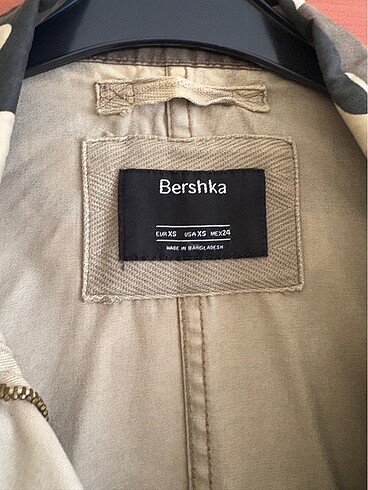 Bershka
EUR XS USA XS MEX 24
MADE IN BANGLADESH